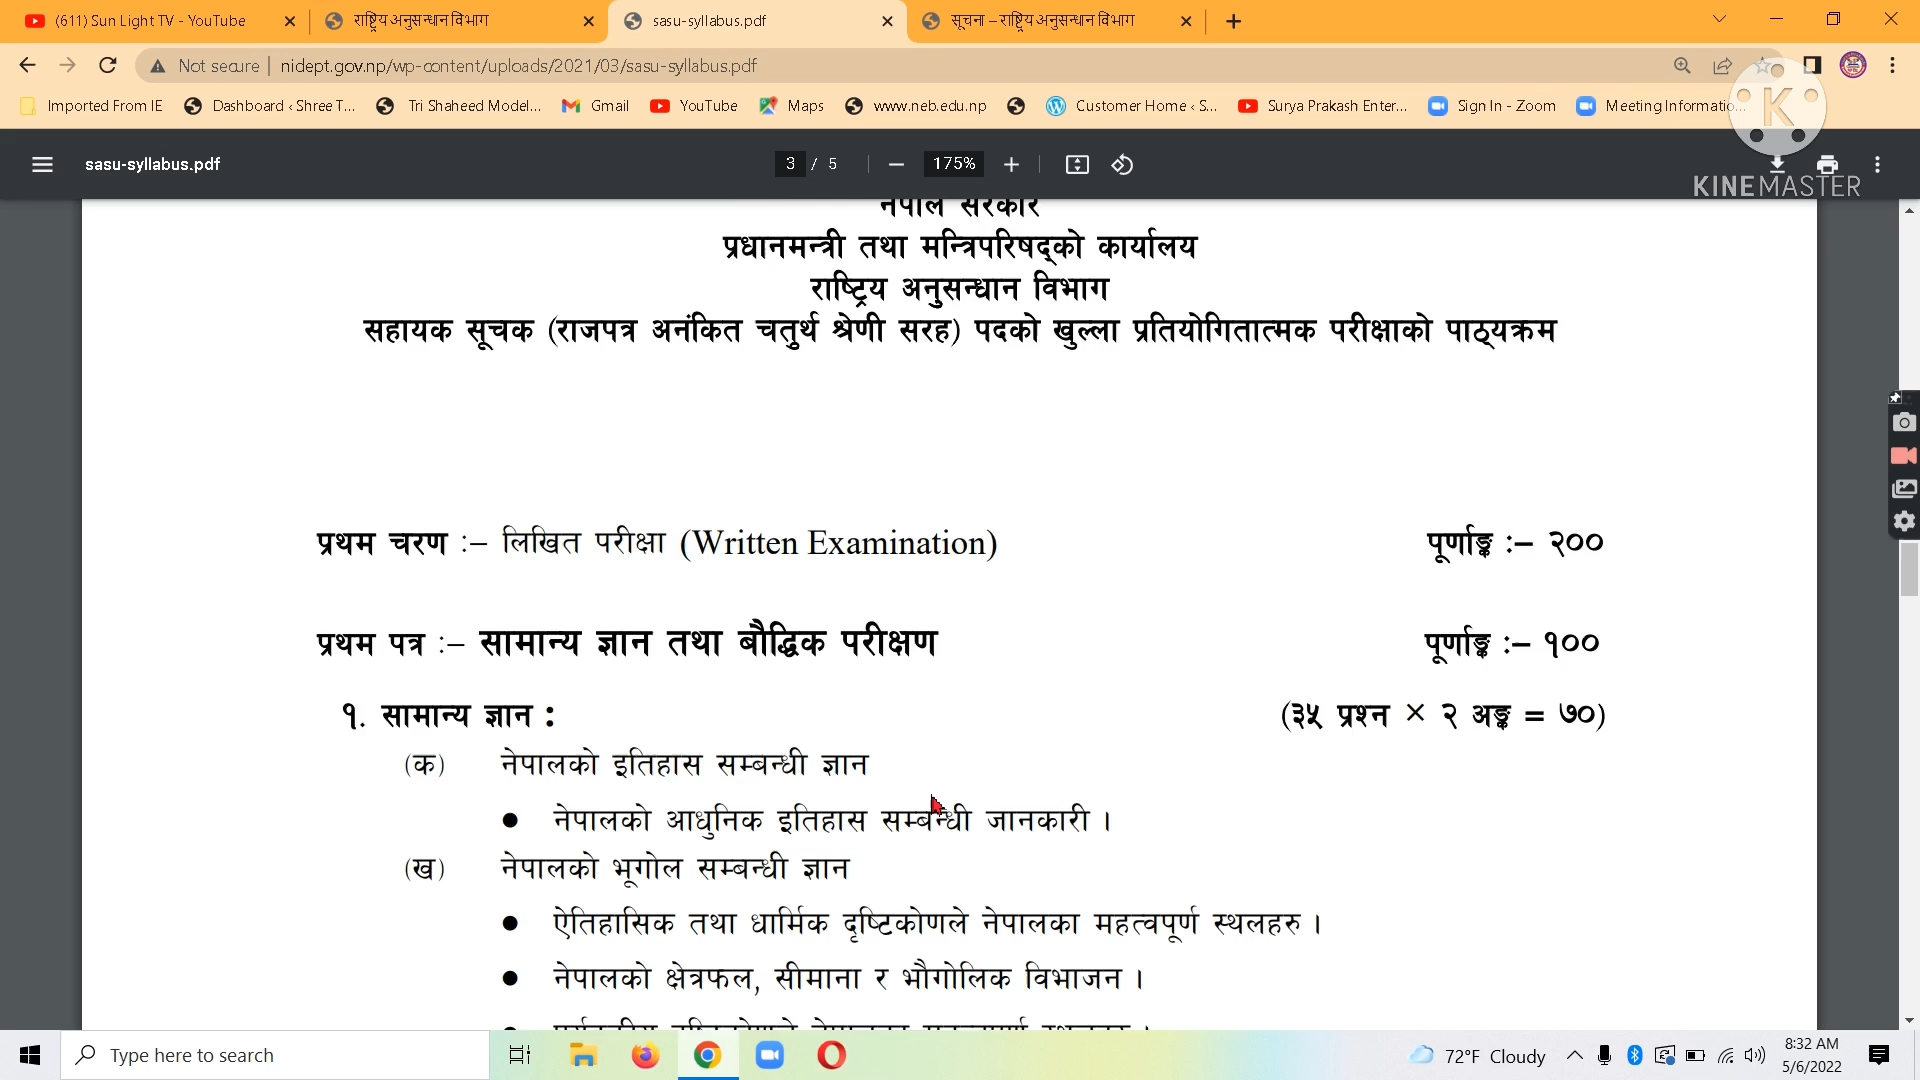 (611) Sun Light TV - YouTube
राष्ट्रिय अनुसन्धान विभाग
sasu-syllabus.pdf
सूचना – राष्ट्रिय अनुसन्धान विभाग
Not secure | nidept.gov.np/wp-content/uploads/2021/03/sasu-syllabus.pdf
Imported From IE
Dashboard ‹ Shree T...
Tri Shaheed Model...
Gmail
YouTube
Maps
www.neb.edu.np
Customer Home ‹ S...
Surya Prakash Enter...
Sign In - Zoom
Meeting Informatio...
K
KINEMASTER
sasu-syllabus.pdf
3 / 5
175%
नेपाल सरकार
प्रधानमन्त्री तथा मन्त्रिपरिषद्को कार्यालय
राष्ट्रिय अनुसन्धान विभाग
सहायक सूचक (राजपत्र अनंकित चतुर्थ श्रेणी सरह) पदको खुल्ला प्रतियोगितात्मक परीक्षाको पाठ्यक्रम
प्रथम चरण :– लिखित परीक्षा (Written Examination) पूर्णाङ्क :– २००
प्रथम पत्र :– सामान्य ज्ञान तथा बौद्धिक परीक्षण पूर्णाङ्क :– १००
१. सामान्य ज्ञान : (३५ प्रश्न × २ अङ्क = ७०)
(क) नेपालको इतिहास सम्बन्धी ज्ञान
● नेपालको आधुनिक इतिहास सम्बन्धी जानकारी ।
(ख) नेपालको भूगोल सम्बन्धी ज्ञान
● ऐतिहासिक तथा धार्मिक दृष्टिकोणले नेपालका महत्वपूर्ण स्थलहरु ।
● नेपालको क्षेत्रफल, सीमाना र भौगोलिक विभाजन ।
Type here to search
72°F Cloudy
8:32 AM
5/6/2022